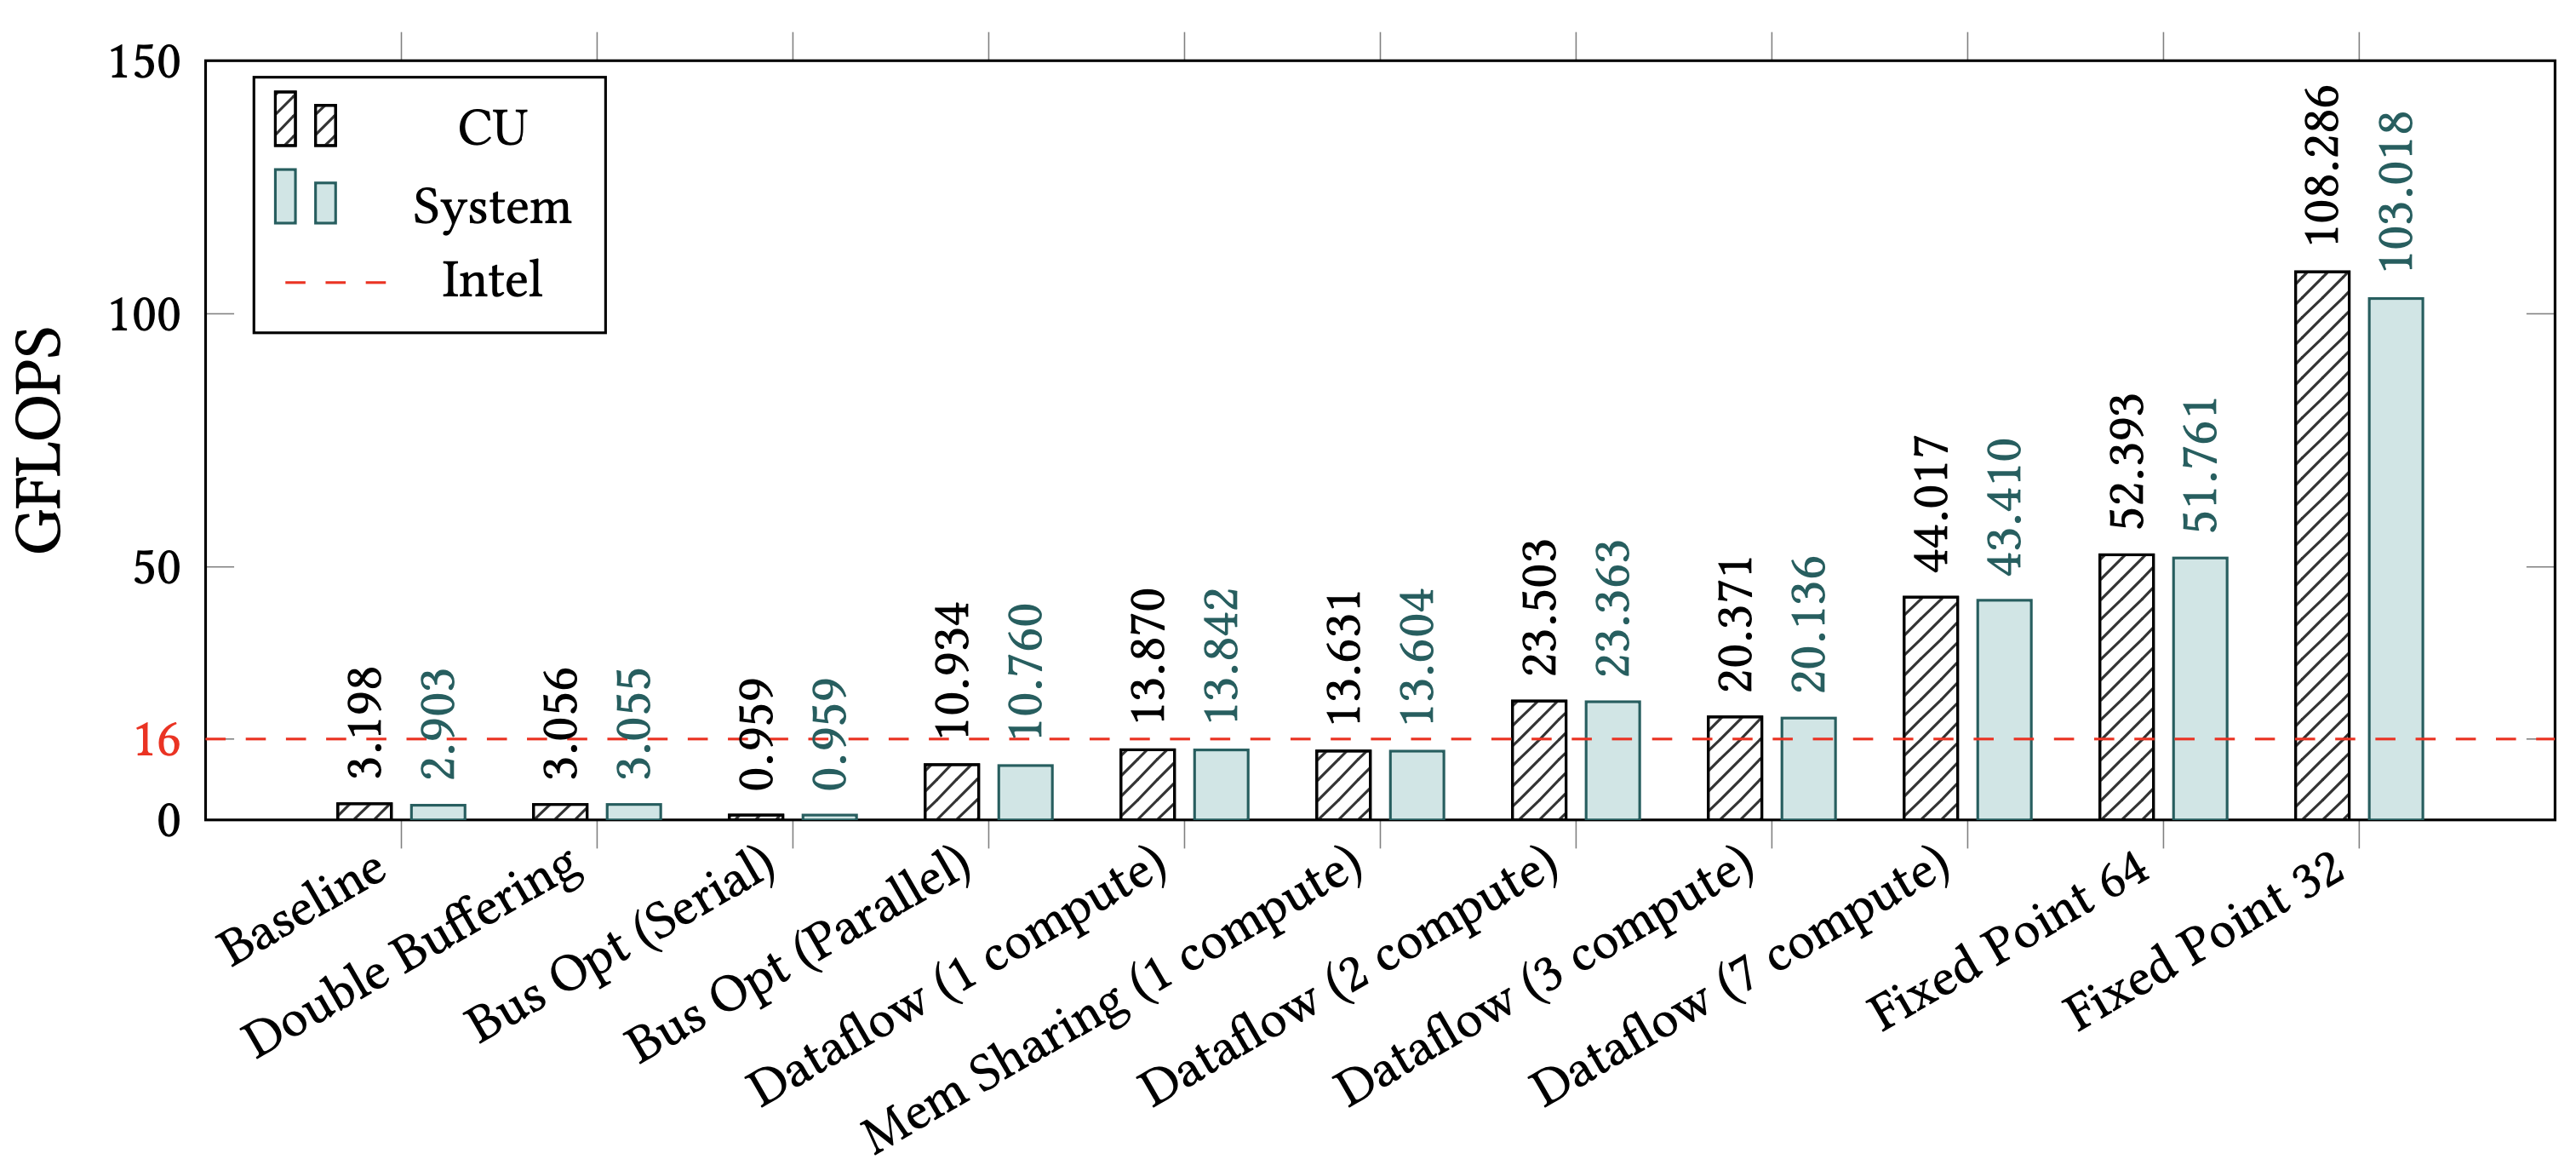 GFLOPS
150
100
50
16
0
CU
System
Intel
3.198
2.903
3.056
3.055
0.959
0.959
10.934
10.760
13.870
13.842
13.631
13.604
23.503
23.363
20.371
20.136
44.017
43.410
52.393
51.761
108.286
103.018
Baseline
Double Buffering
Bus Opt (Serial)
Bus Opt (Parallel)
Dataflow (1 compute)
Mem Sharing (1 compute)
Dataflow (2 compute)
Dataflow (3 compute)
Dataflow (7 compute)
Fixed Point 64
Fixed Point 32